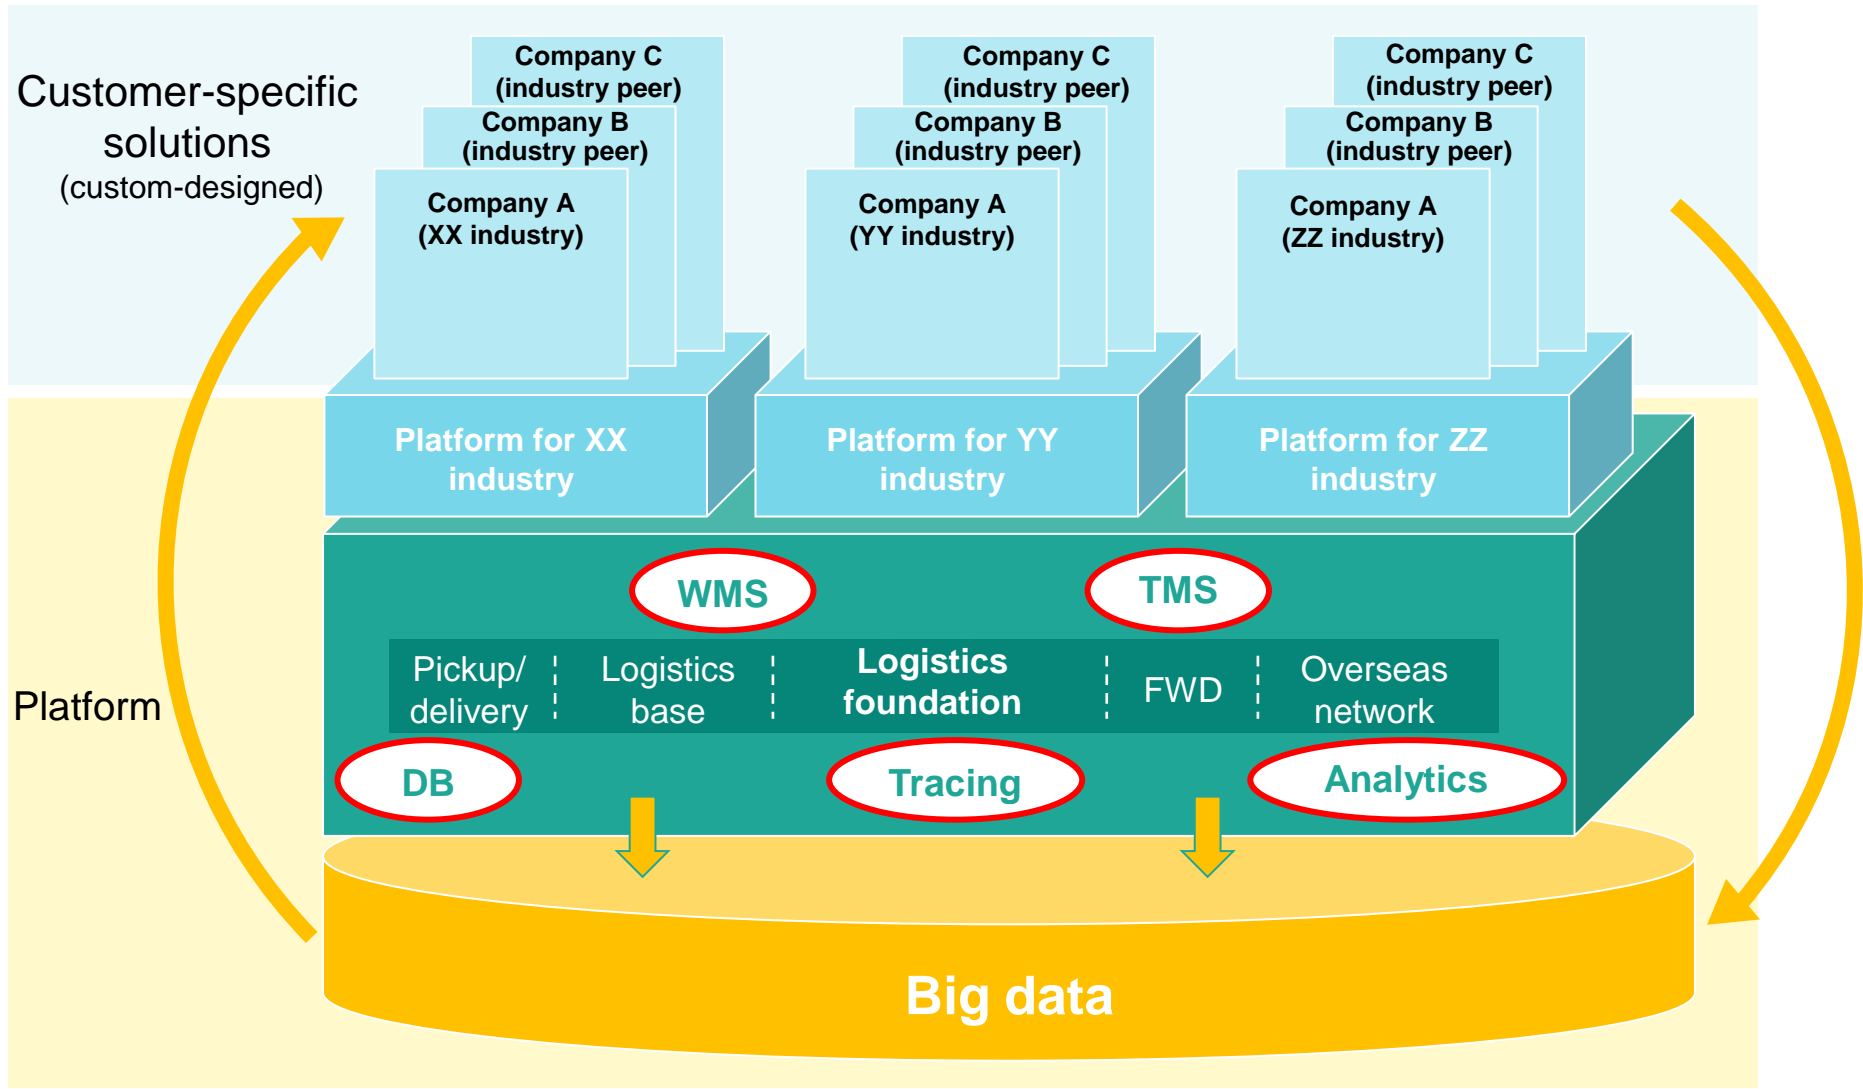 Customer-specific
solutions
(custom-designed)
Company C
(industry peer)
Company B
(industry peer)
Company A
(XX industry)
Company C
(industry peer)
Company B
(industry peer)
Company A
(YY industry)
Company C
(industry peer)
Company B
(industry peer)
Company A
(ZZ industry)
Platform for XX
industry
Platform for YY
industry
Platform for ZZ
industry
Platform
WMS
TMS
Pickup/
delivery
Logistics
base
Logistics
foundation
FWD
Overseas
network
DB
Tracing
Analytics
Big data